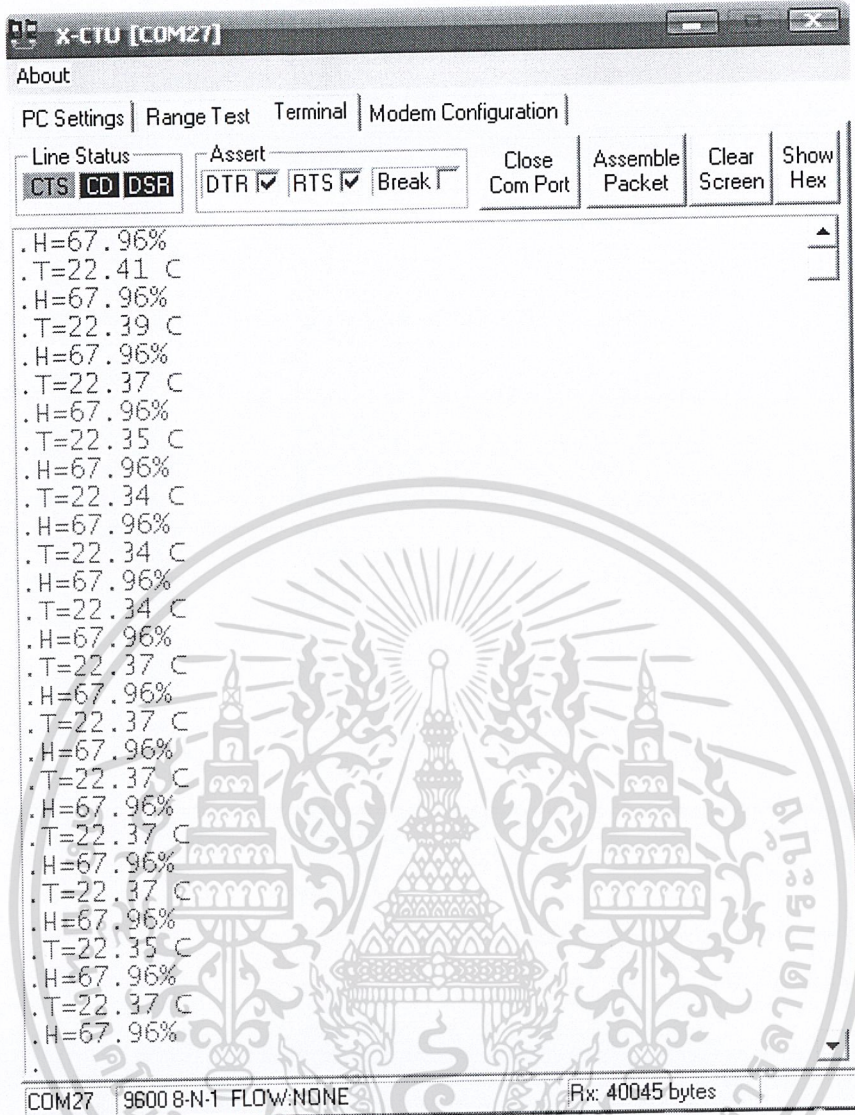 X-CTU [COM27]
About
PC Settings Range Test Terminal Modem Configuration
Line Status Assert
CTS CD DSR DTR RTS Break Close Com Port Assemble Packet Clear Screen Show Hex
.H=67.96%
.T=22.41 C
.H=67.96%
.T=22.39 C
.H=67.96%
.T=22.37 C
.H=67.96%
.T=22.35 C
.H=67.96%
.T=22.34 C
.H=67.96%
.T=22.34 C
.H=67.96%
.T=22.34 C
.H=67.96%
.T=22.37 C
.H=67.96%
.T=22.37 C
.H=67.96%
.T=22.37 C
.H=67.96%
.T=22.37 C
.H=67.96%
.T=22.37 C
.H=67.96%
.T=22.35 C
.H=67.96%
.T=22.37 C
.H=67.96%
.
COM27 9600 8-N-1 FLOW:NONE Rx: 40045 bytes